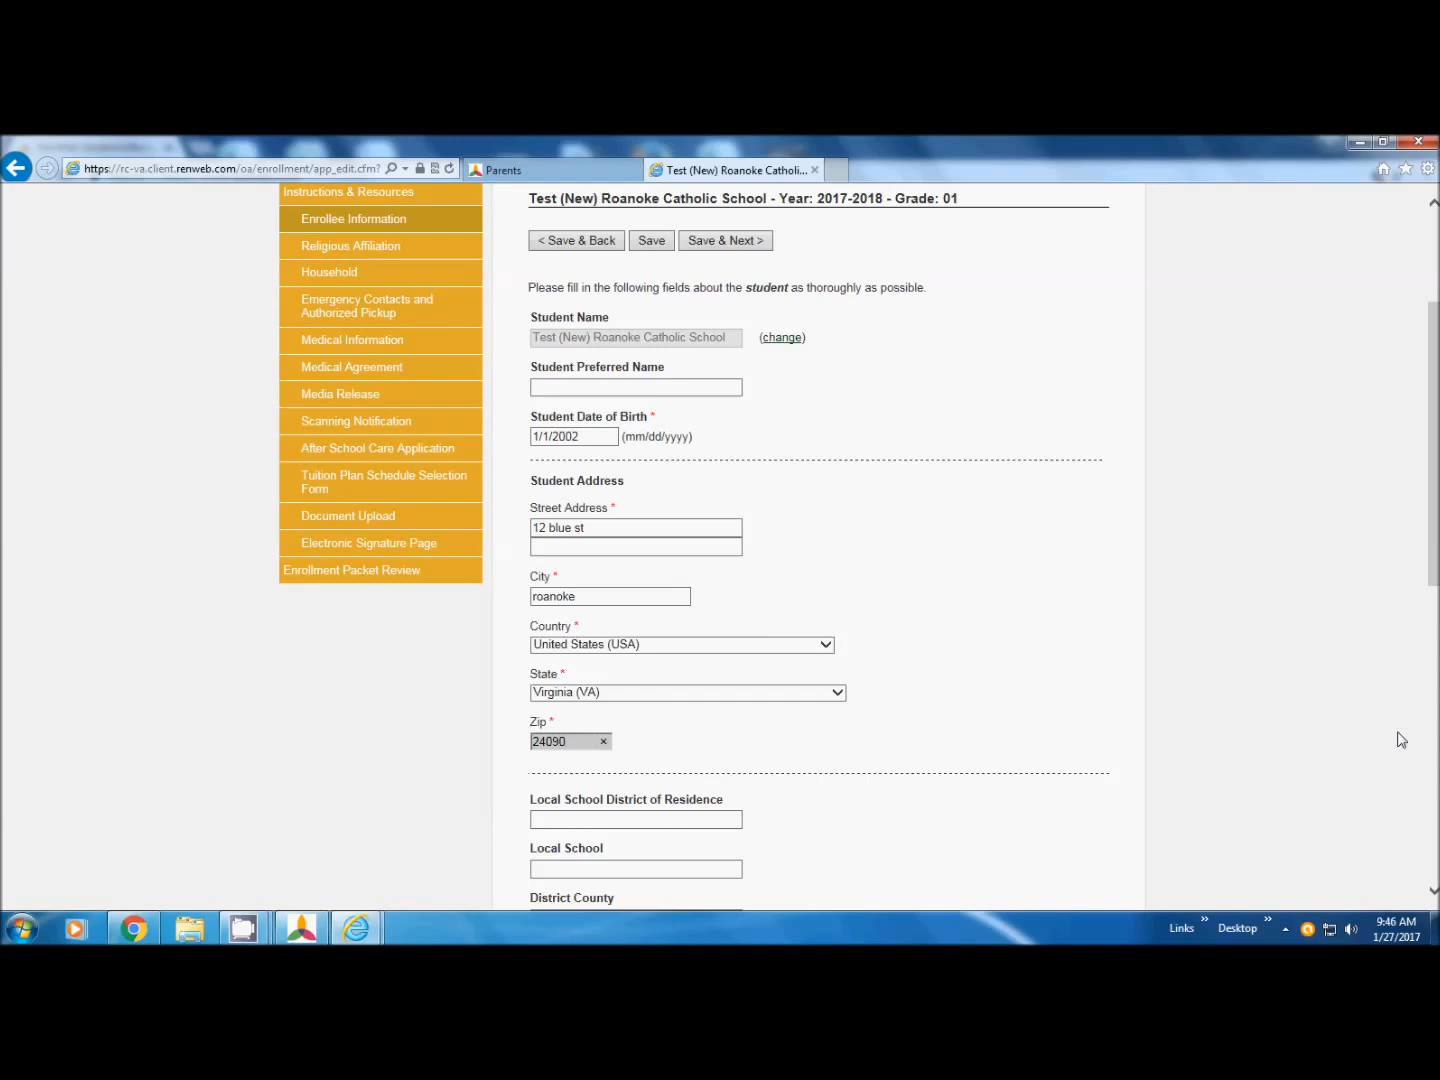 https://rc-va.client.renweb.com/oa/enrollment/app_edit.cfm?
Parents
Test (New) Roanoke Catholi...
Instructions & Resources
Enrollee Information
Religious Affiliation
Household
Emergency Contacts and
Authorized Pickup
Medical Information
Medical Agreement
Media Release
Scanning Notification
After School Care Application
Tuition Plan Schedule Selection
Form
Document Upload
Electronic Signature Page
Enrollment Packet Review
Test (New) Roanoke Catholic School - Year: 2017-2018 - Grade: 01
< Save & Back
Save
Save & Next >
Please fill in the following fields about the student as thoroughly as possible.
Student Name
Test (New) Roanoke Catholic School (change)
Student Preferred Name
Student Date of Birth *
1/1/2002 (mm/dd/yyyy)
Student Address
Street Address *
12 blue st
City *
roanoke
Country *
United States (USA)
State *
Virginia (VA)
Zip *
24090 ×
Local School District of Residence
Local School
District County
Links
Desktop
9:46 AM
1/27/2017